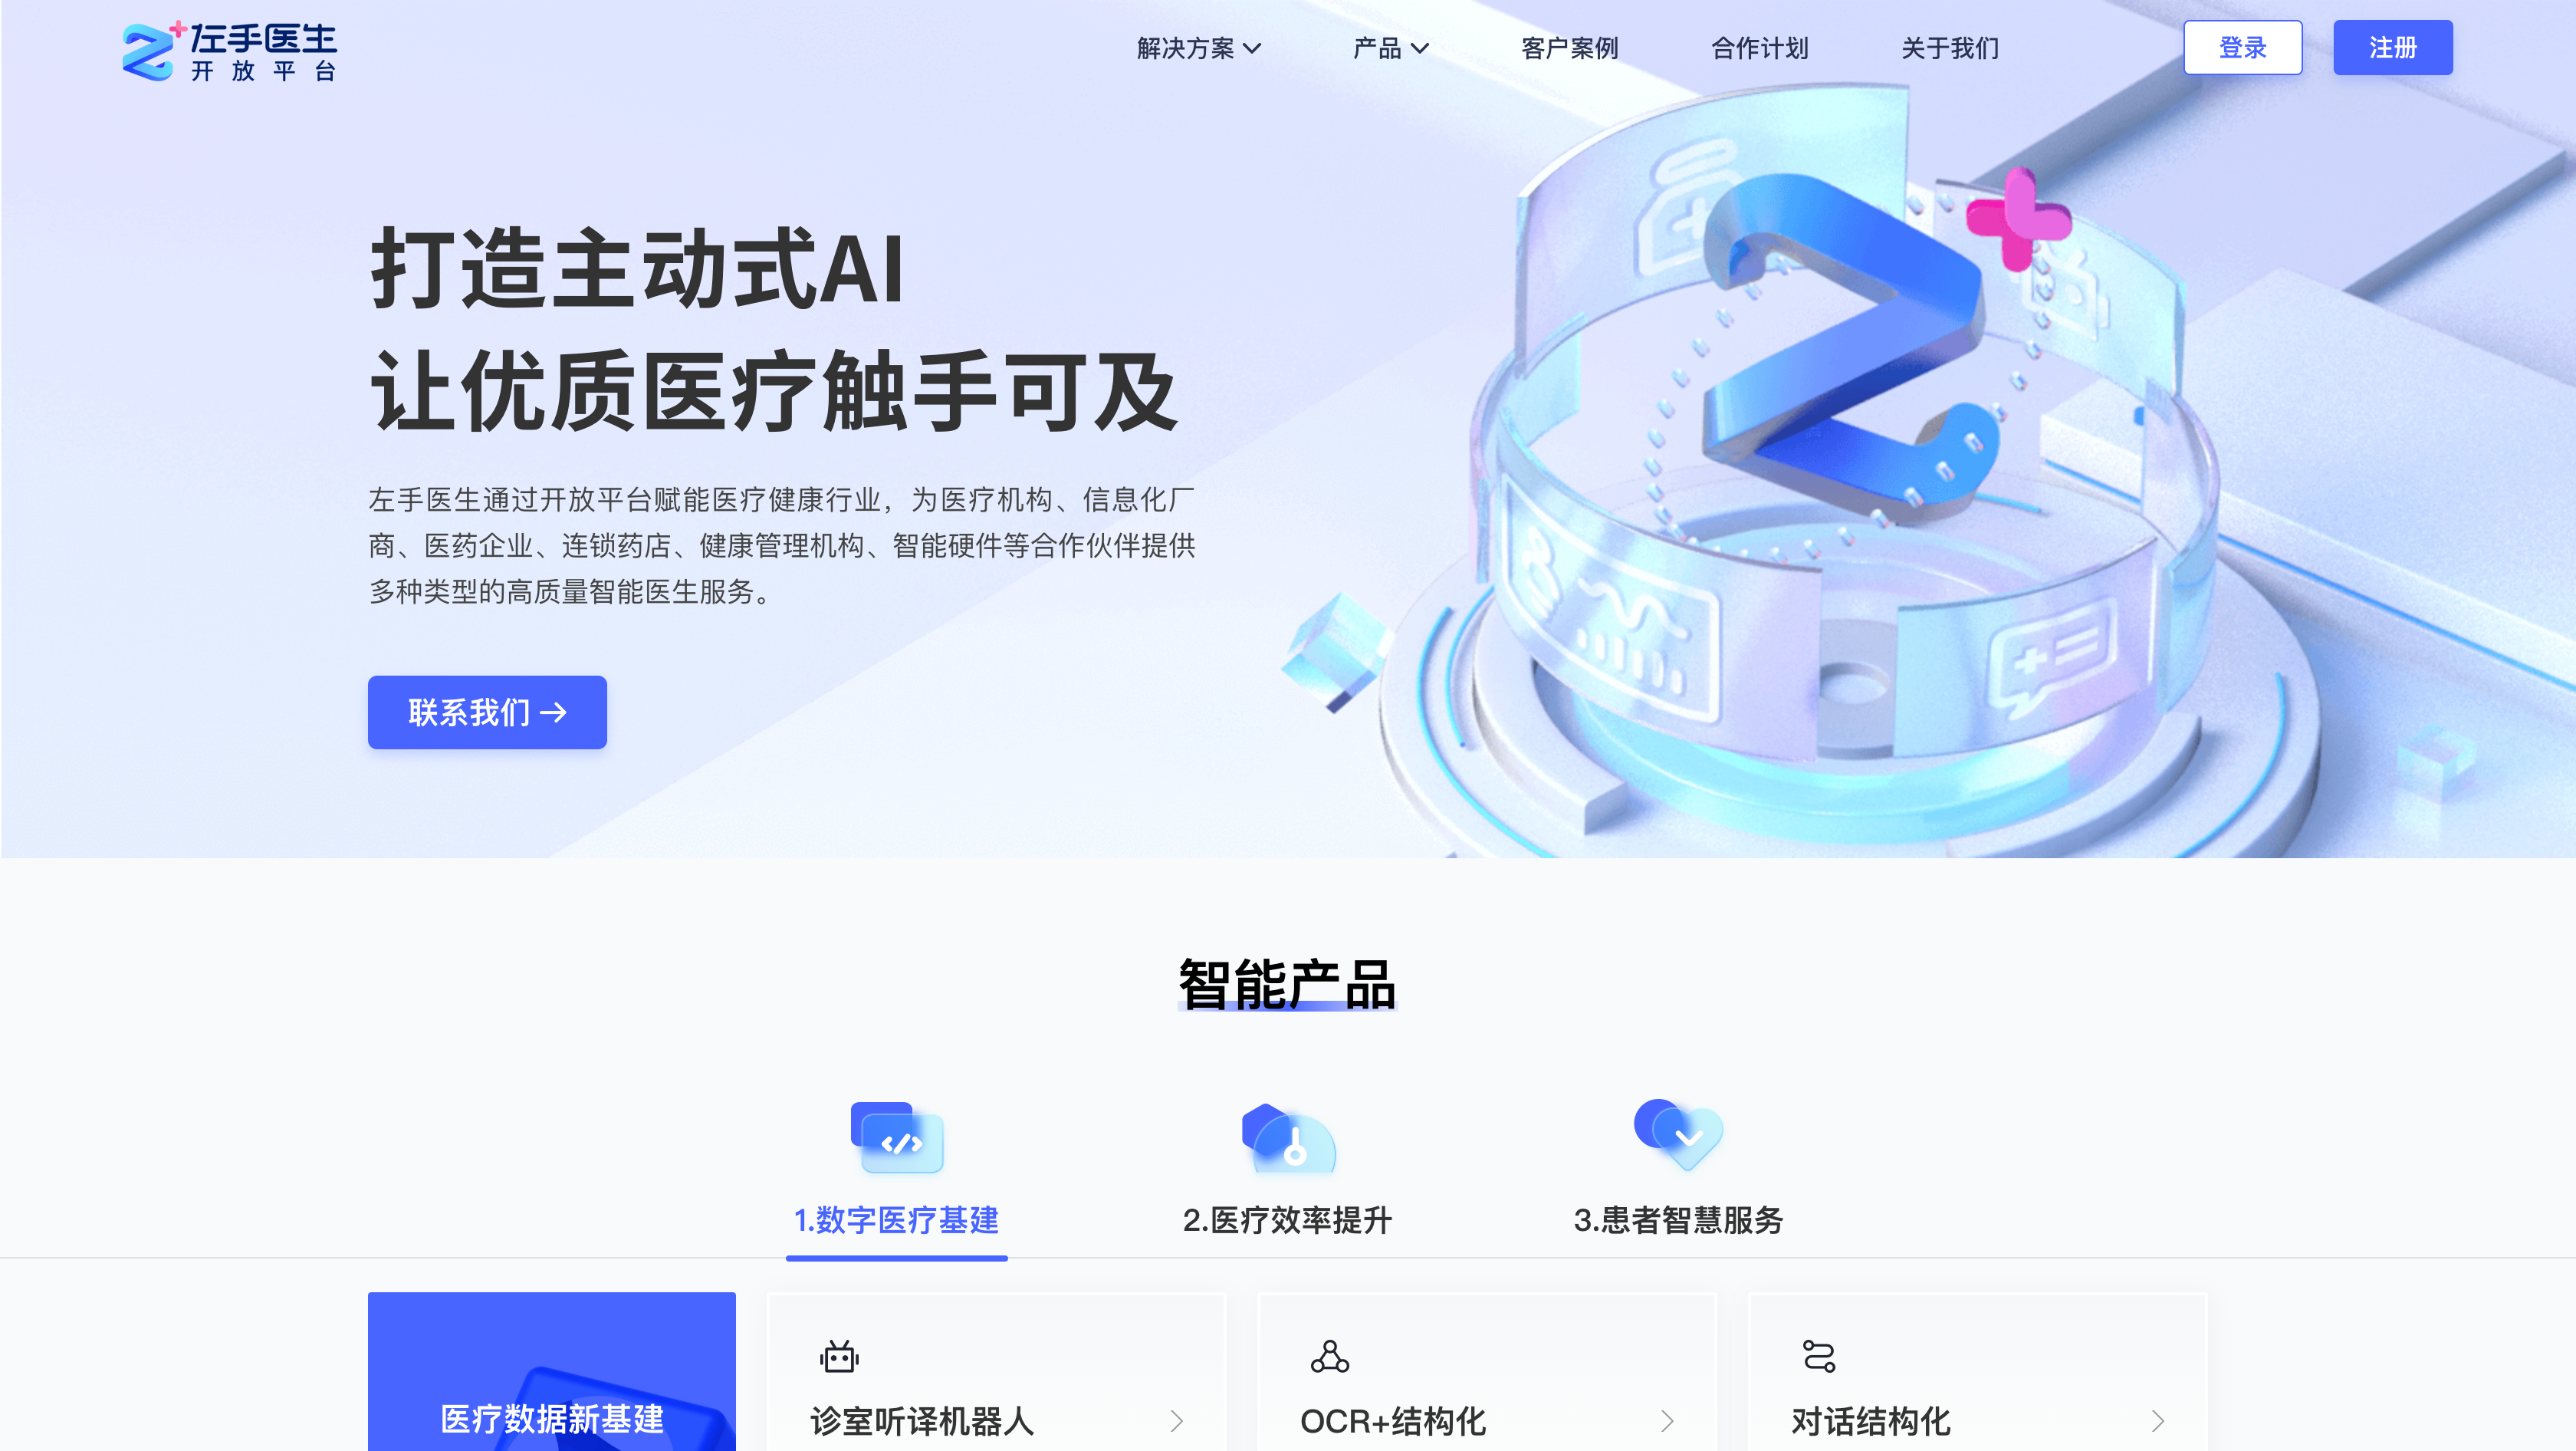 左手医生
开放平台
解决方案
产品
客户案例
合作计划
关于我们
登录
注册
打造主动式AI
让优质医疗触手可及
左手医生通过开放平台赋能医疗健康行业，为医疗机构、信息化厂
商、医药企业、连锁药店、健康管理机构、智能硬件等合作伙伴提供
多种类型的高质量智能医生服务。
联系我们
智能产品
1.数字医疗基建
2.医疗效率提升
3.患者智慧服务
医疗数据新基建
诊室听译机器人
OCR+结构化
对话结构化